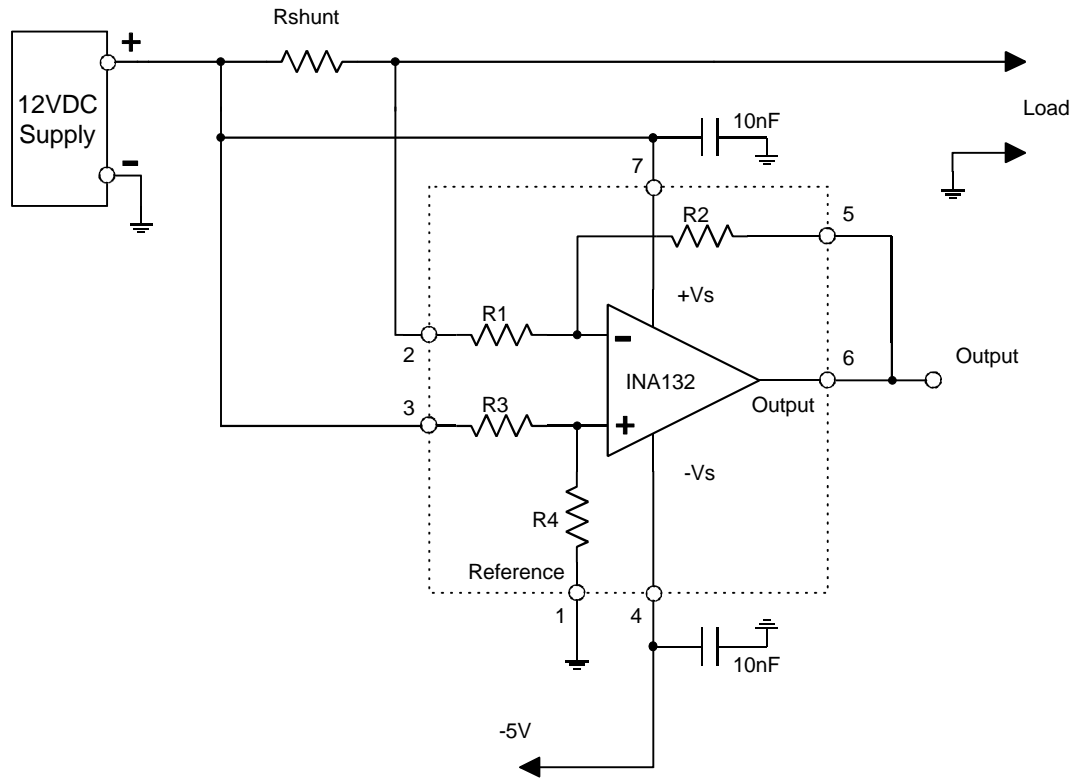 Rshunt
+
12VDC
Supply
-
10nF
Load
7
R2
5
+Vs
R1
-
2
6
Output
INA132
3
R3
Output
+
-Vs
R4
Reference
1
4
10nF
-5V